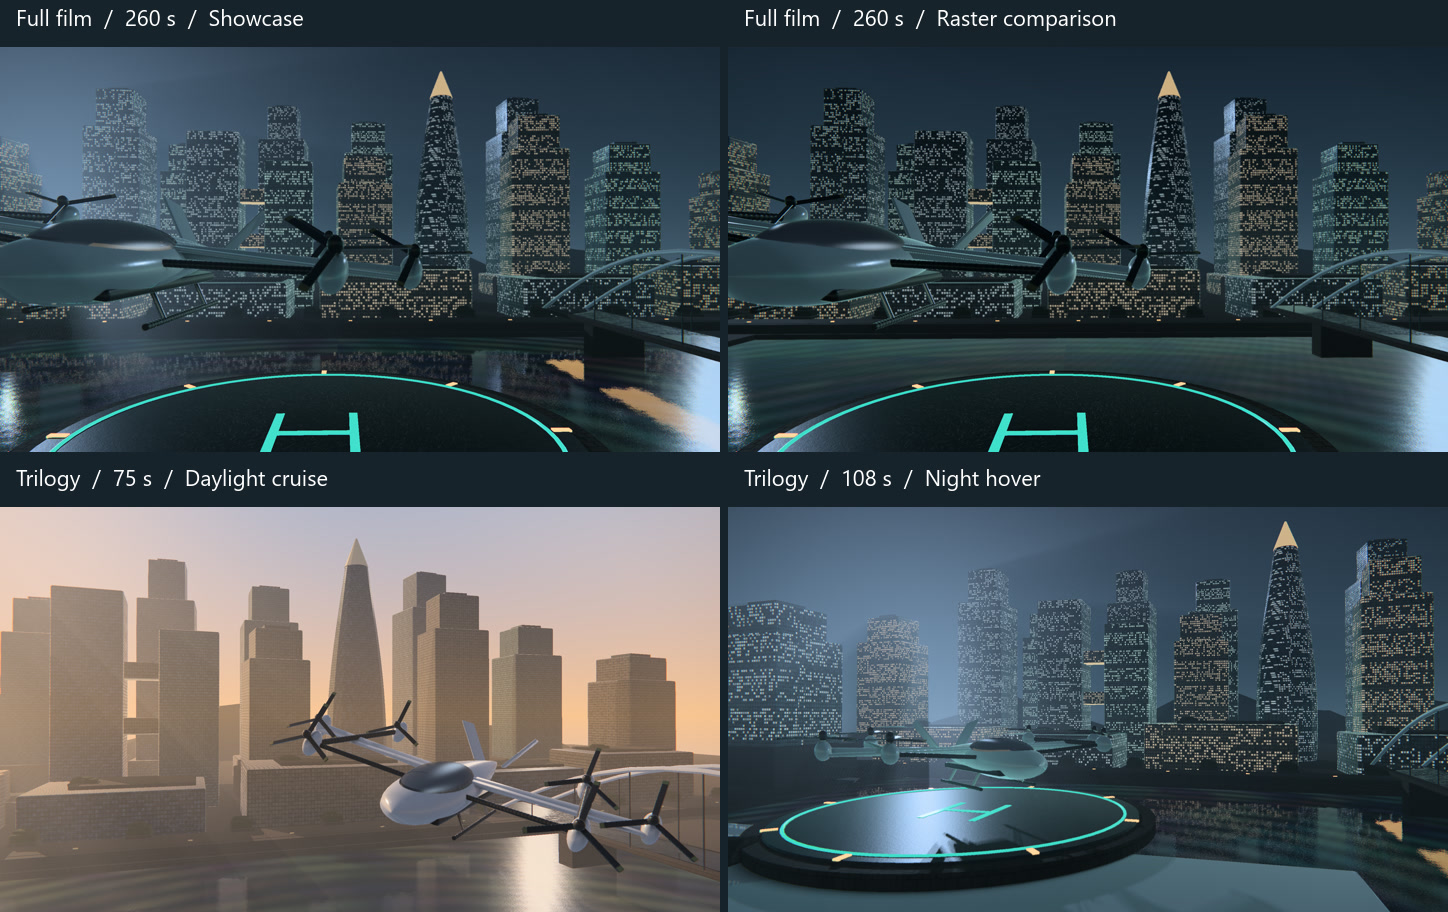 Full film / 260 s / Showcase
Full film / 260 s / Raster comparison
H
H
Trilogy / 75 s / Daylight cruise
Trilogy / 108 s / Night hover
H